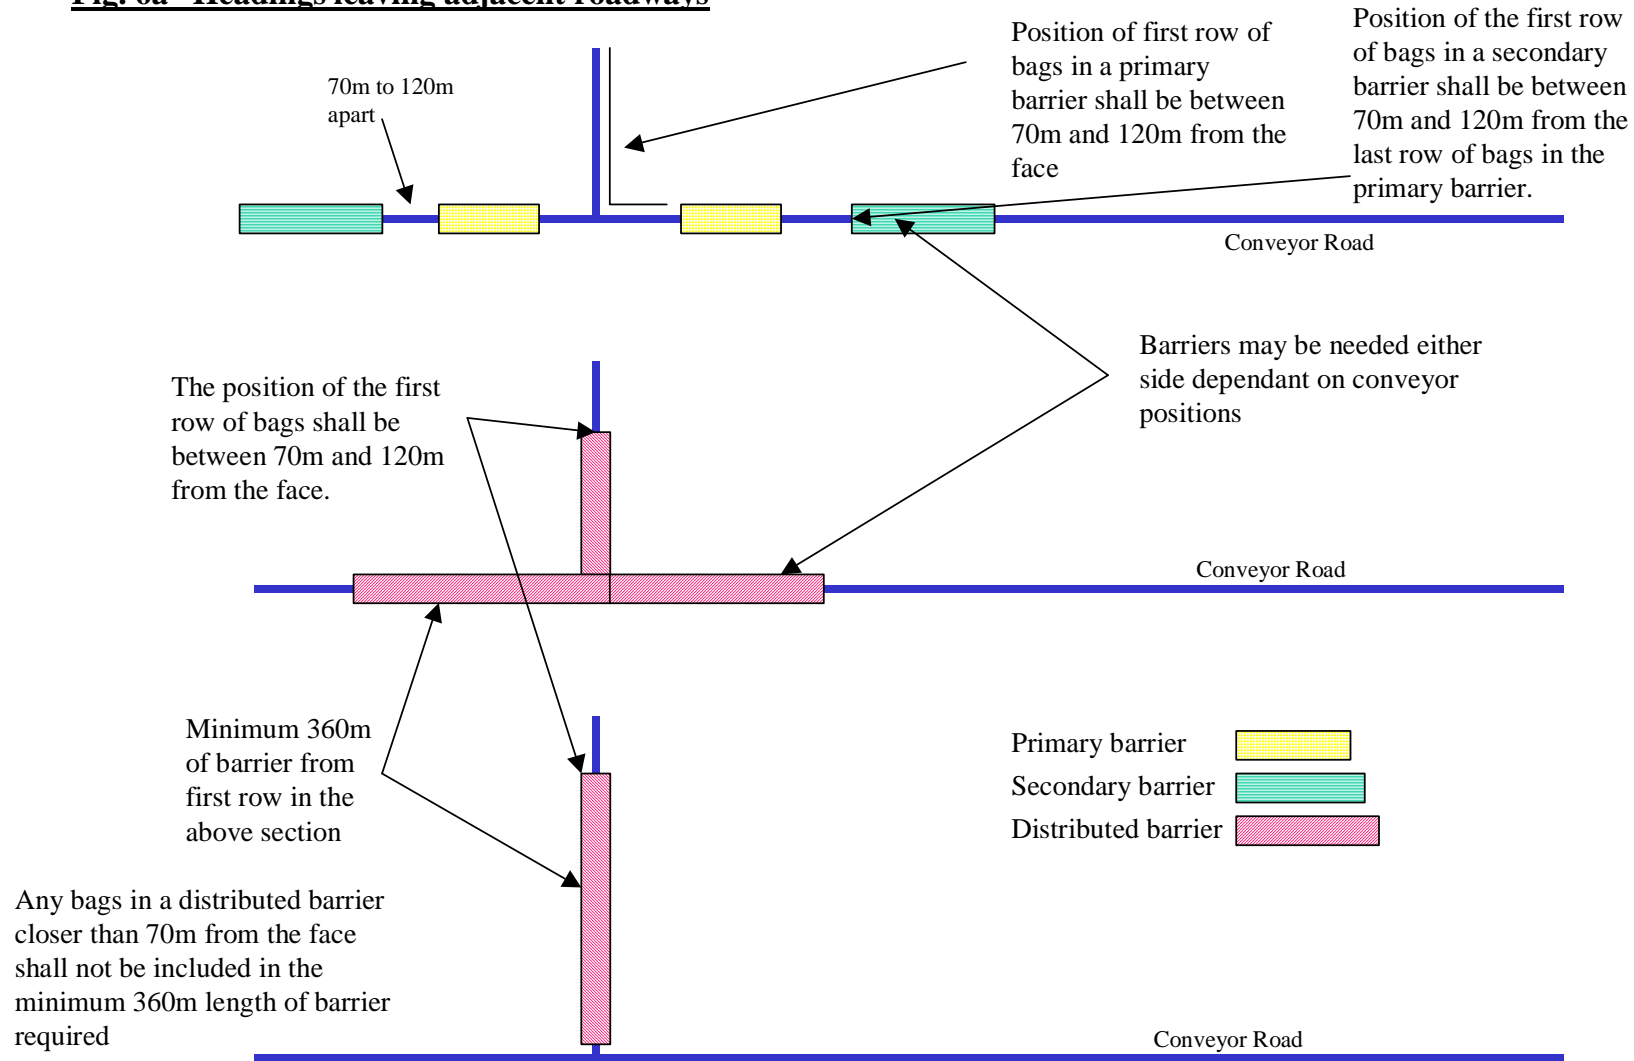 Fig. 6a Headings leaving adjacent roadways
70m to 120m
apart
Position of first row of
bags in a primary
barrier shall be between
70m and 120m from the
face
Position of the first row
of bags in a secondary
barrier shall be between
70m and 120m from the
last row of bags in the
primary barrier.
Conveyor Road
The position of the first
row of bags shall be
between 70m and 120m
from the face.
Barriers may be needed either
side dependant on conveyor
positions
Conveyor Road
Minimum 360m
of barrier from
first row in the
above section
Primary barrier
Secondary barrier
Distributed barrier
Any bags in a distributed barrier
closer than 70m from the face
shall not be included in the
minimum 360m length of barrier
required
Conveyor Road